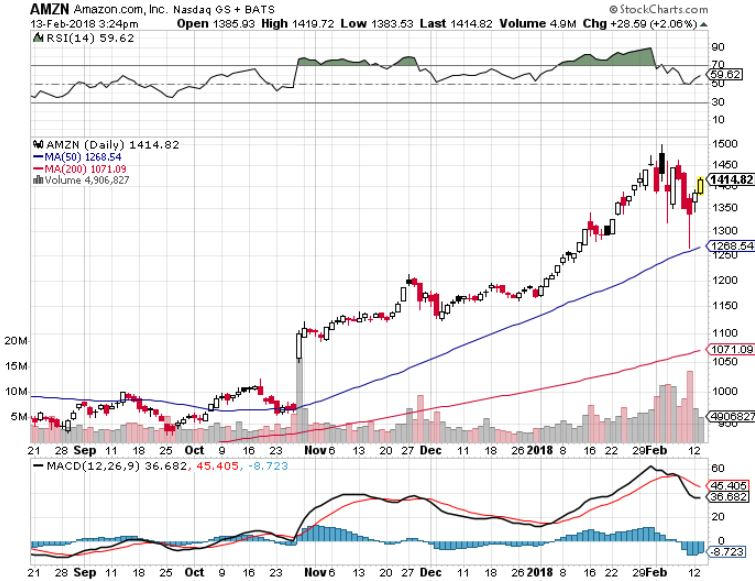 AMZN Amazon.com, Inc. Nasdaq GS + BATS © StockCharts.com
13-Feb-2018 3:24pm Open 1385.93 High 1419.72 Low 1383.53 Last 1414.82 Volume 4.9M Chg +28.59 (+2.06%)
RSI(14) 59.62
90
70
59.62
50
30
10
AMZN (Daily) 1414.82
MA(50) 1268.54
MA(200) 1071.09
Volume 4,906,827
1500
1450
1414.82
1400
1350
1300
1268.54
1250
1200
1150
1100
1071.09
1050
1000
950
4906827
900
20M
15M
10M
5M
21 28 Sep 11 18 25 Oct 9 16 23 Nov 6 13 20 27 Dec 11 18 26 2018 8 16 22 29 Feb 12
MACD(12,26,9) 36.682, 45.405, -8.723
60
45.405
36.682
20
0
-8.723
21 28 Sep 11 18 25 Oct 9 16 23 Nov 6 13 20 27 Dec 11 18 26 2018 8 16 22 29 Feb 12